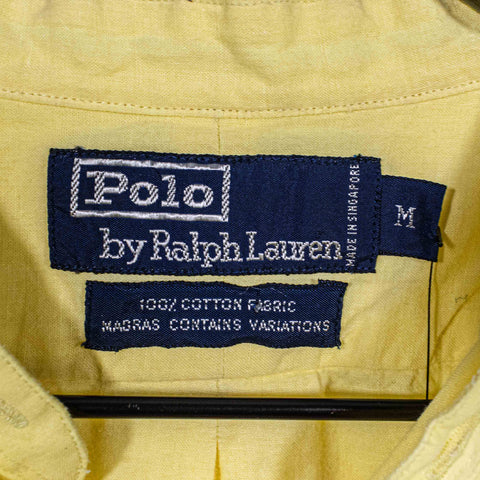 Polo
by Ralph Lauren
MADE IN SINGAPORE
M
100% COTTON FABRIC
MADRAS CONTAINS VARIATIONS